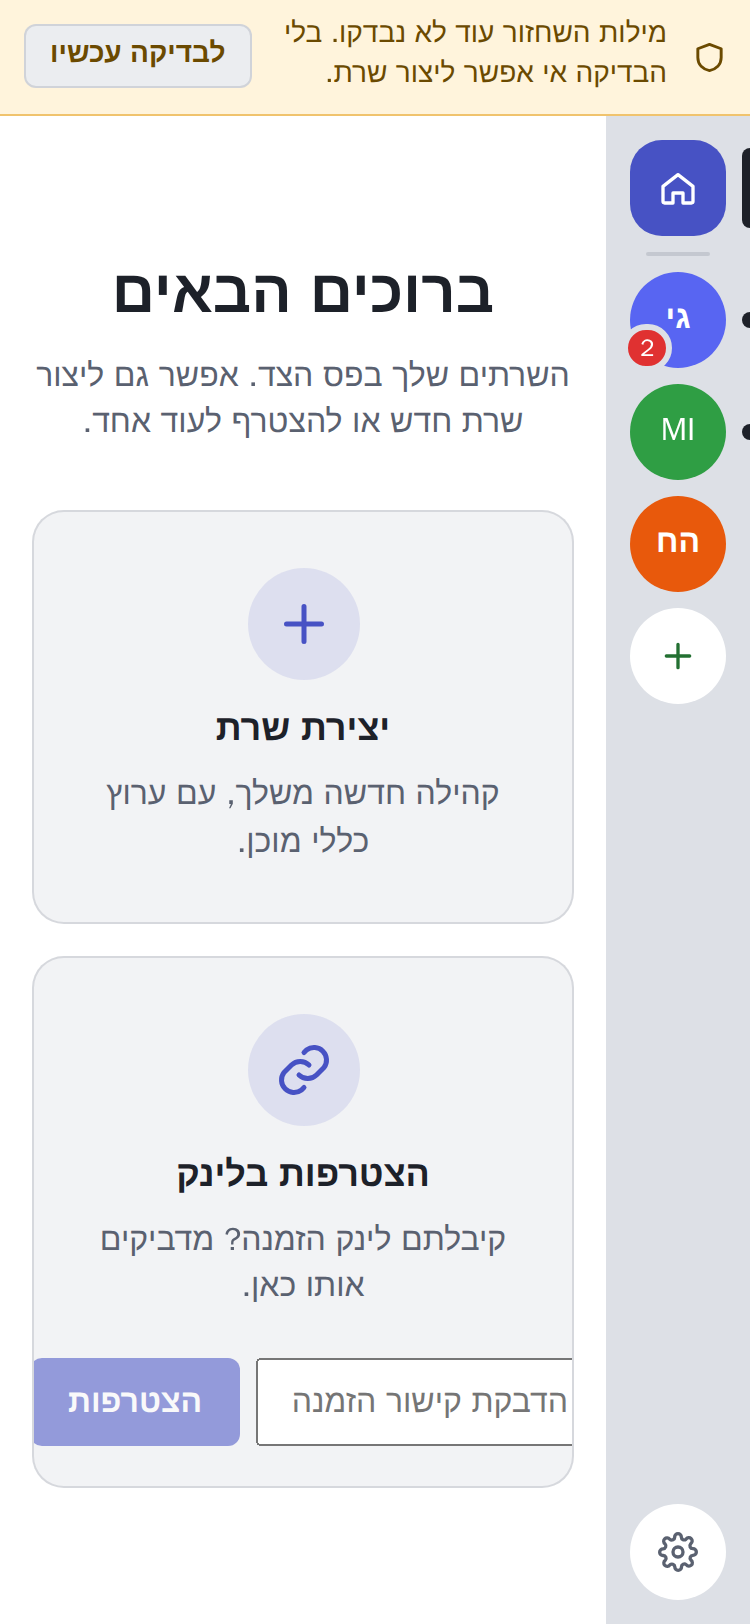 מילות השחזור עוד לא נבדקו. בלי
הבדיקה אי אפשר ליצור שרת.
לבדיקה עכשיו
גי
2
MI
הח
ברוכים הבאים
השרתים שלך בפס הצד. אפשר גם ליצור
שרת חדש או להצטרף לעוד אחד.
יצירת שרת
קהילה חדשה משלך, עם ערוץ
כללי מוכן.
הצטרפות בלינק
קיבלתם לינק הזמנה? מדביקים
אותו כאן.
הדבקת קישור הזמנה
הצטרפות